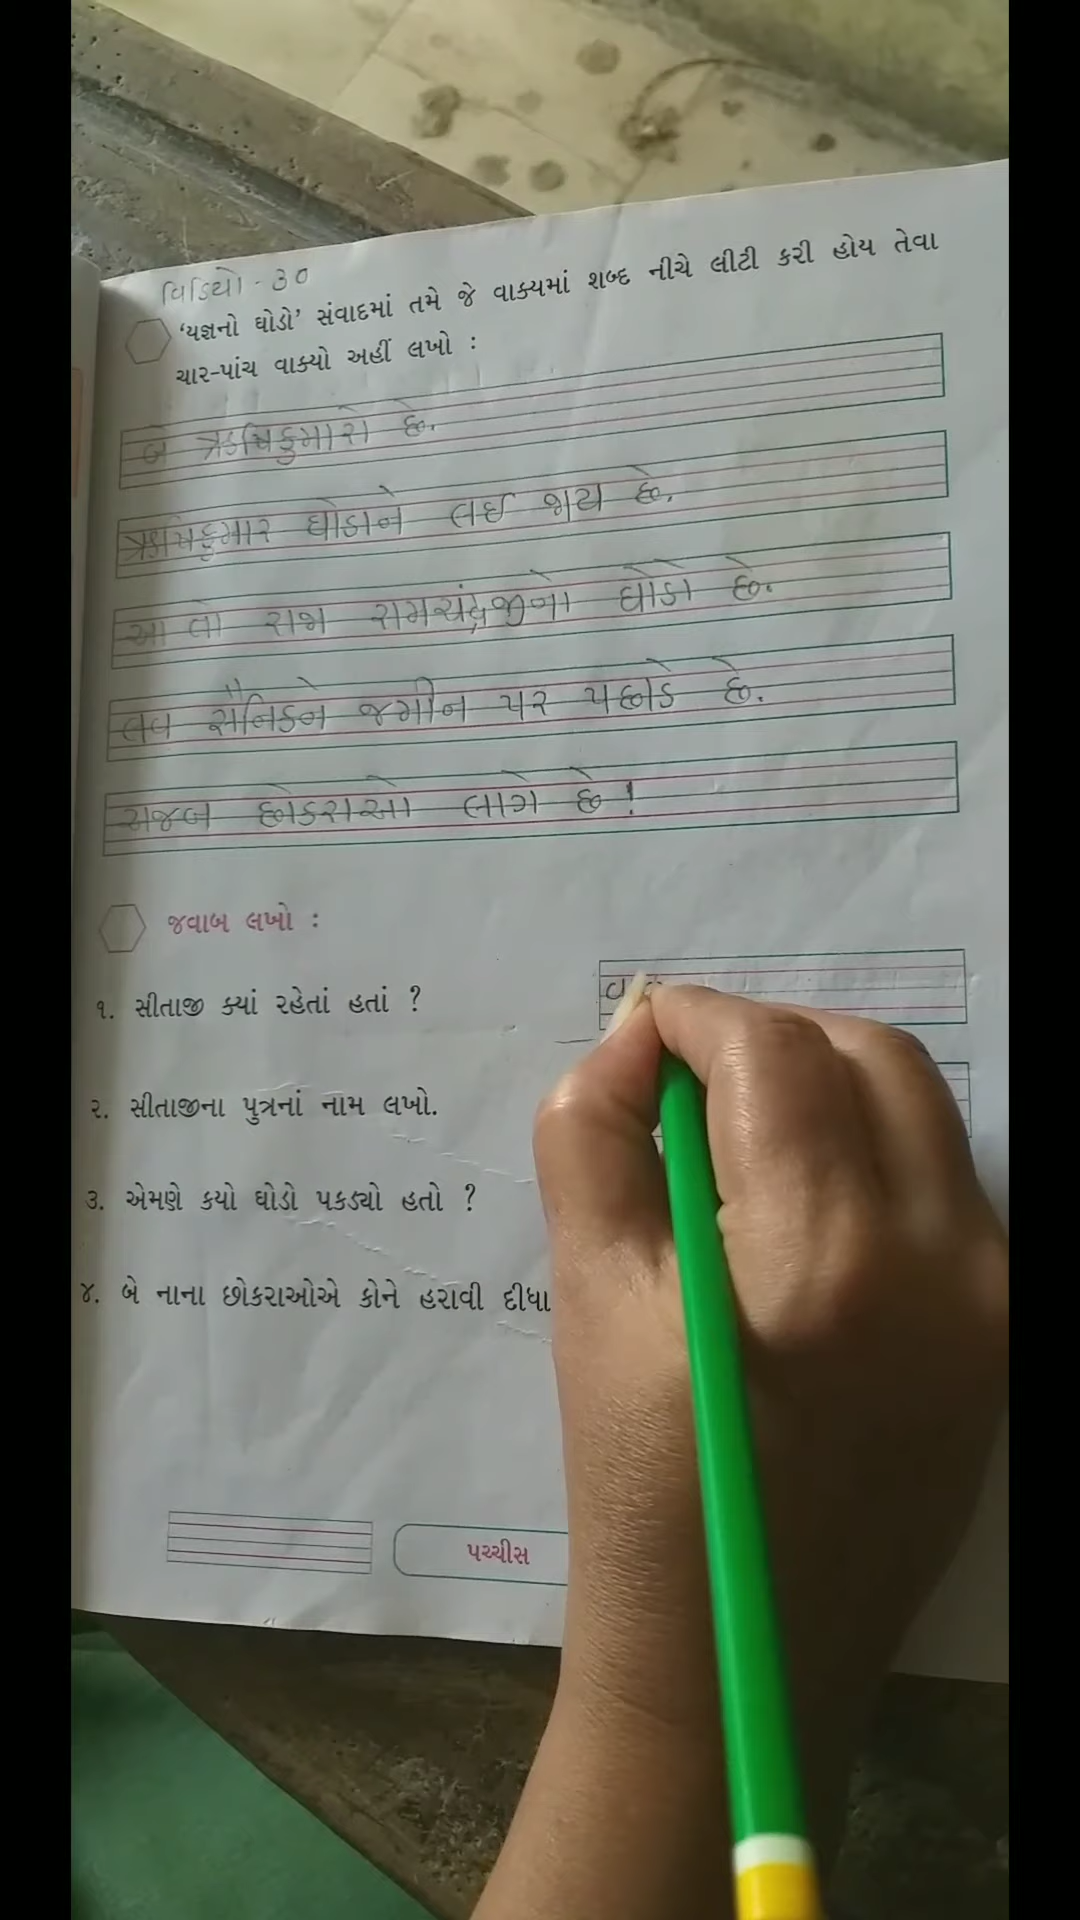 વિડિયો - ૩૦
‘યજ્ઞનો ઘોડો’ સંવાદમાં તમે જે વાક્યમાં શબ્દ નીચે લીટી કરી હોય તેવા
ચાર-પાંચ વાક્યો અહીં લખો :
બે ઋષિકુમારો છે.
ઋષિકુમાર ઘોડાને લઈ જાય છે.
આ તો રાજા રામચંદ્રજીનો ઘોડો છે.
લવ સૈનિકને જમીન પર પછાડે છે.
અજબ છોકરાઓ લાગે છે !
જવાબ લખો :
૧. સીતાજી ક્યાં રહેતાં હતાં ?
૨. સીતાજીના પુત્રનાં નામ લખો.
૩. એમણે કયો ઘોડો પકડ્યો હતો ?
૪. બે નાના છોકરાઓએ કોને હરાવી દીધા
પચ્ચીસ